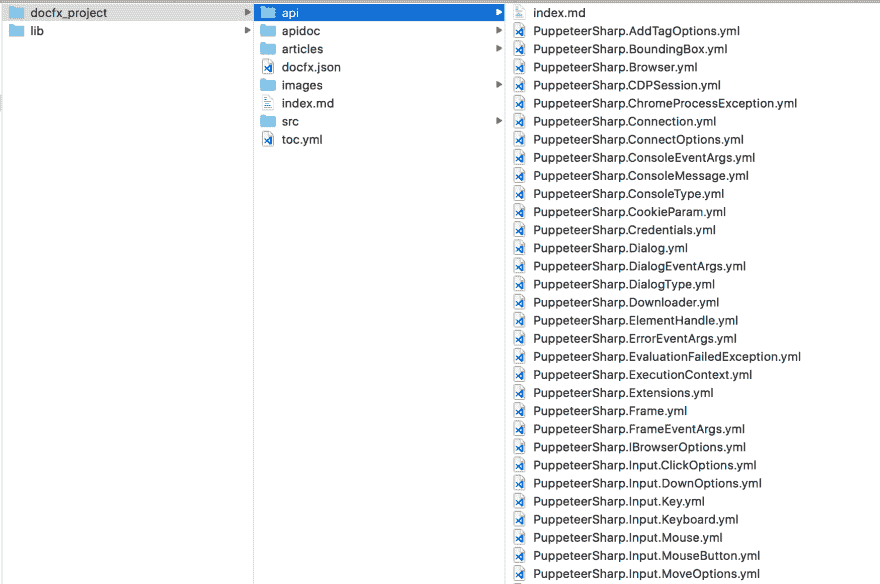 docfx_project
lib
api
apidoc
articles
docfx.json
images
index.md
src
toc.yml
index.md
PuppeteerSharp.AddTagOptions.yml
PuppeteerSharp.BoundingBox.yml
PuppeteerSharp.Browser.yml
PuppeteerSharp.CDPSession.yml
PuppeteerSharp.ChromeProcessException.yml
PuppeteerSharp.Connection.yml
PuppeteerSharp.ConnectOptions.yml
PuppeteerSharp.ConsoleEventArgs.yml
PuppeteerSharp.ConsoleMessage.yml
PuppeteerSharp.ConsoleType.yml
PuppeteerSharp.CookieParam.yml
PuppeteerSharp.Credentials.yml
PuppeteerSharp.Dialog.yml
PuppeteerSharp.DialogEventArgs.yml
PuppeteerSharp.DialogType.yml
PuppeteerSharp.Downloader.yml
PuppeteerSharp.ElementHandle.yml
PuppeteerSharp.ErrorEventArgs.yml
PuppeteerSharp.EvaluationFailedException.yml
PuppeteerSharp.ExecutionContext.yml
PuppeteerSharp.Extensions.yml
PuppeteerSharp.Frame.yml
PuppeteerSharp.FrameEventArgs.yml
PuppeteerSharp.IBrowserOptions.yml
PuppeteerSharp.Input.ClickOptions.yml
PuppeteerSharp.Input.DownOptions.yml
PuppeteerSharp.Input.Key.yml
PuppeteerSharp.Input.Keyboard.yml
PuppeteerSharp.Input.Mouse.yml
PuppeteerSharp.Input.MouseButton.yml
PuppeteerSharp.Input.MoveOptions.yml